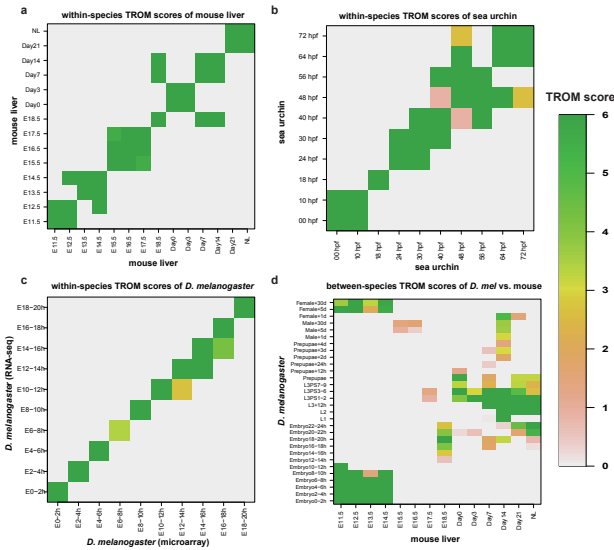 a
within-species TROM scores of mouse liver
mouse liver
NL
Day21
Day14
Day7
Day3
Day0
E18.5
E17.5
E16.5
E15.5
E14.5
E13.5
E12.5
E11.5
E11.5
E12.5
E13.5
E14.5
E15.5
E16.5
E17.5
E18.5
Day0
Day3
Day7
Day14
Day21
NL
mouse liver
b
within-species TROM scores of sea urchin
sea urchin
72 hpf
64 hpf
56 hpf
48 hpf
40 hpf
30 hpf
24 hpf
18 hpf
10 hpf
00 hpf
00 hpf
10 hpf
18 hpf
24 hpf
30 hpf
40 hpf
48 hpf
56 hpf
64 hpf
72 hpf
sea urchin
TROM score
6
5
4
3
2
1
0
c
within-species TROM scores of D. melanogaster
D. melanogaster (RNA-seq)
E18-20h
E16-18h
E14-16h
E12-14h
E10-12h
E8-10h
E6-8h
E4-6h
E2-4h
E0-2h
E0-2h
E2-4h
E4-6h
E6-8h
E8-10h
E10-12h
E12-14h
E14-16h
E16-18h
E18-20h
D. melanogaster (microarray)
d
between-species TROM scores of D. mel vs. mouse
D. melanogaster
Female+30d
Female+5d
Female+1d
Male+30d
Male+5d
Male+1d
Prepupae+4d
Prepupae+3d
Prepupae+2d
Prepupae+24h
Prepupae+12h
Prepupae
L3PS7-9
L3PS3-6
L3PS1-2
L3+12h
L2
L1
Embryo22-24h
Embryo20-22h
Embryo18-20h
Embryo16-18h
Embryo14-16h
Embryo12-14h
Embryo10-12h
Embryo8-10h
Embryo6-8h
Embryo4-6h
Embryo2-4h
Embryo0-2h
E11.5
E12.5
E13.5
E14.5
E15.5
E16.5
E17.5
E18.5
Day0
Day3
Day7
Day14
Day21
NL
mouse liver